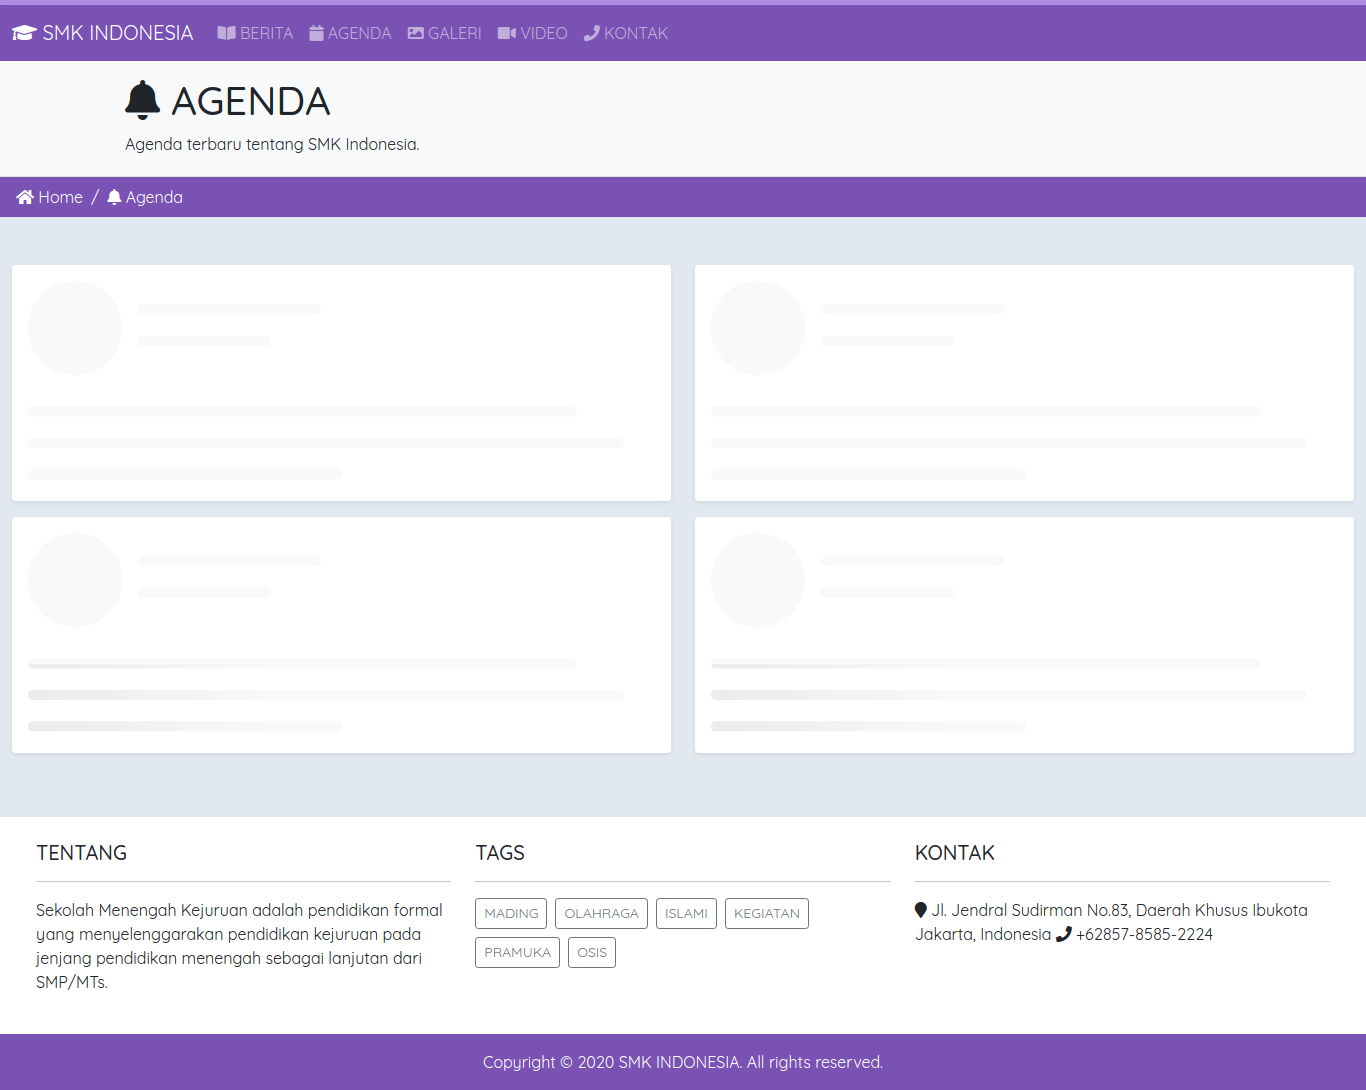 SMK INDONESIA BERITA AGENDA GALERI VIDEO KONTAK
AGENDA
Agenda terbaru tentang SMK Indonesia.
Home / Agenda
TENTANG
Sekolah Menengah Kejuruan adalah pendidikan formal
yang menyelenggarakan pendidikan kejuruan pada
jenjang pendidikan menengah sebagai lanjutan dari
SMP/MTs.
TAGS
MADING OLAHRAGA ISLAMI KEGIATAN
PRAMUKA OSIS
KONTAK
Jl. Jendral Sudirman No.83, Daerah Khusus Ibukota
Jakarta, Indonesia +62857-8585-2224
Copyright © 2020 SMK INDONESIA. All rights reserved.